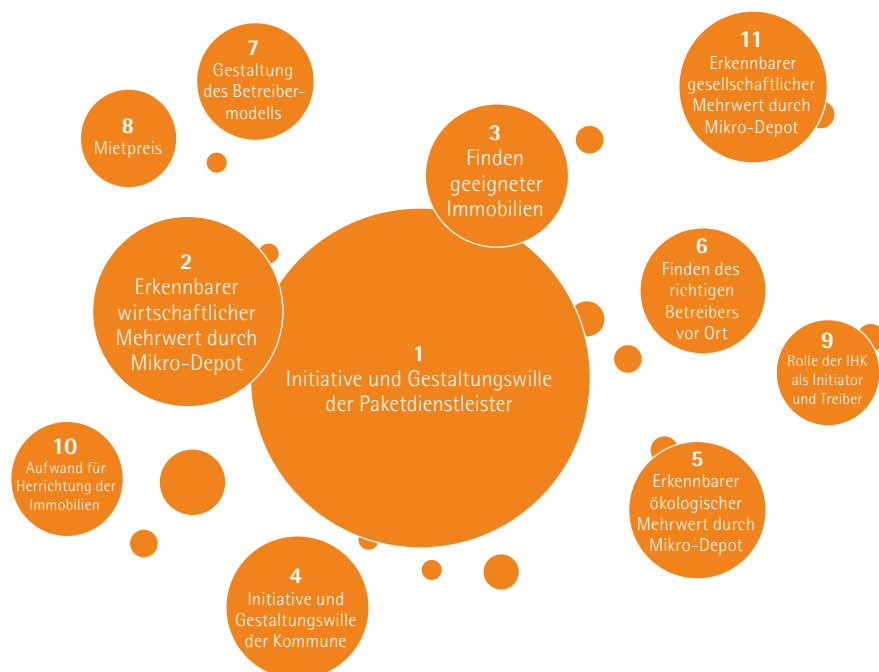 7
Gestaltung
des Betreiber-
modells
11
Erkennbarer
gesellschaftlicher
Mehrwert durch
Mikro-Depot
8
Mietpreis
3
Finden
geeigneter
Immobilien
2
Erkennbarer
wirtschaftlicher
Mehrwert durch
Mikro-Depot
6
Finden des
richtigen
Betreibers
vor Ort
1
Initiative und Gestaltungswille
der Paketdienstleister
9
Rolle der IHK
als Initiator
und Treiber
10
Aufwand für
Herrichtung der
Immobilien
5
Erkennbarer
ökologischer
Mehrwert durch
Mikro-Depot
4
Initiative und
Gestaltungswille
der Kommune